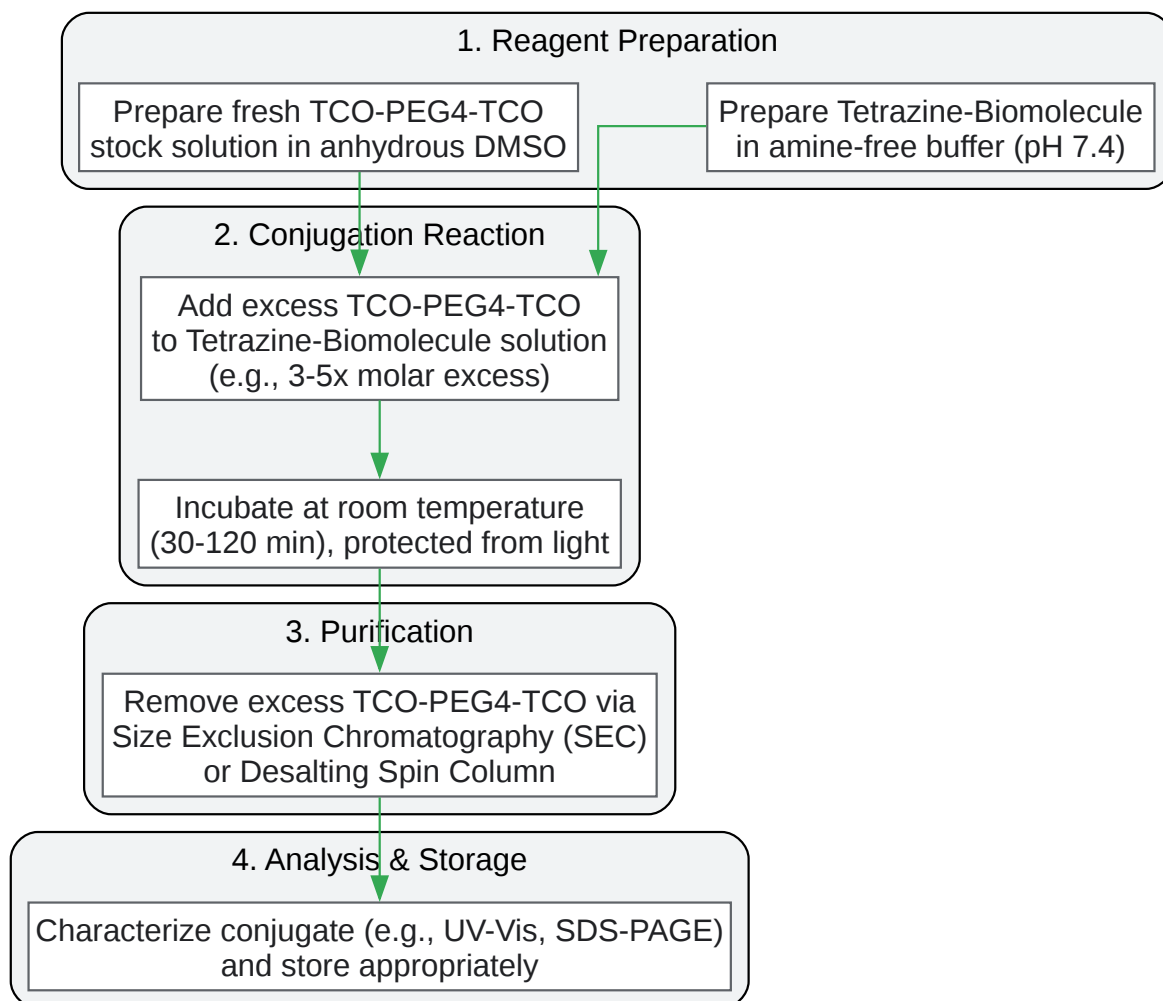 1. Reagent Preparation
Prepare fresh TCO-PEG4-TCO
stock solution in anhydrous DMSO
Prepare Tetrazine-Biomolecule
in amine-free buffer (pH 7.4)
2. Conjugation Reaction
Add excess TCO-PEG4-TCO
to Tetrazine-Biomolecule solution
(e.g., 3-5x molar excess)
Incubate at room temperature
(30-120 min), protected from light
3. Purification
Remove excess TCO-PEG4-TCO via
Size Exclusion Chromatography (SEC)
or Desalting Spin Column
4. Analysis & Storage
Characterize conjugate (e.g., UV-Vis, SDS-PAGE)
and store appropriately